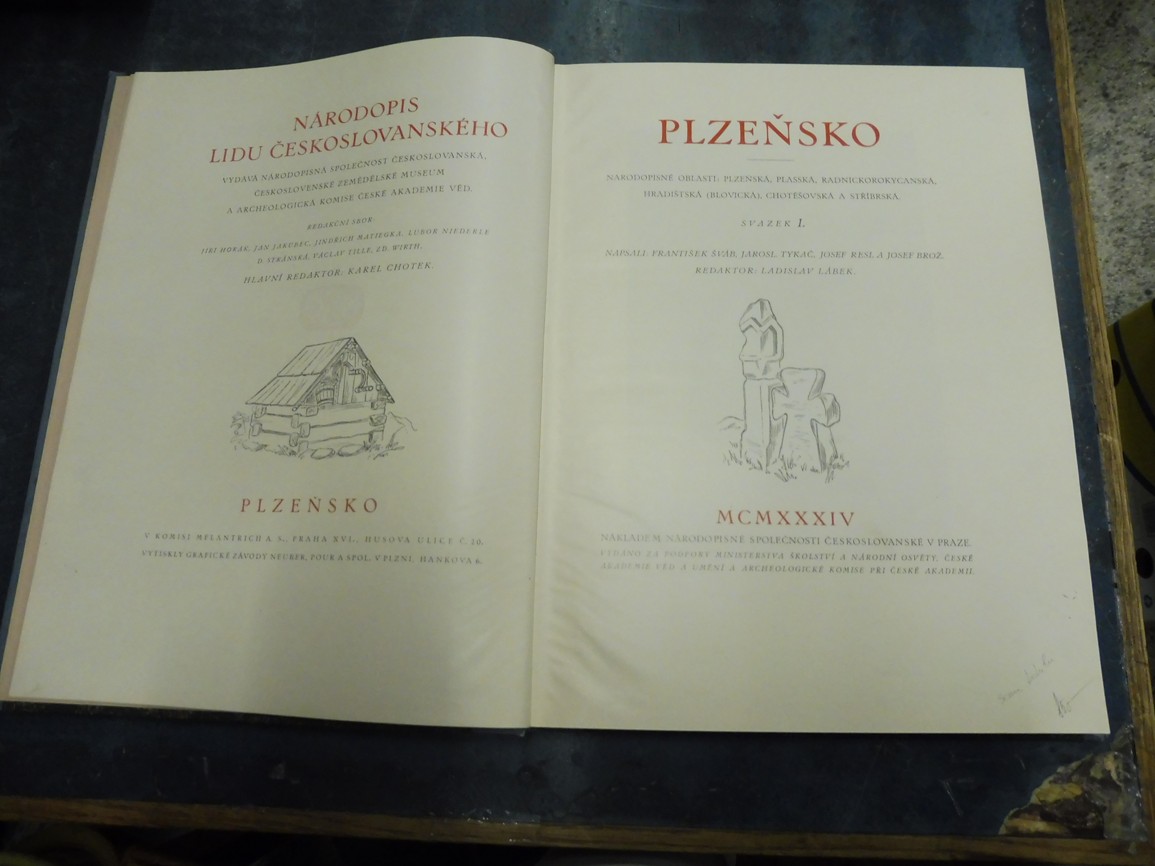 NÁRODOPIS
LIDU ČESKOSLOVANSKÉHO
VYDÁVÁ NÁRODOPISNÁ SPOLEČNOST ČESKOSLOVANSKÁ,
ČESKOSLOVENSKÉ ZEMĚDĚLSKÉ MUSEUM
A ARCHEOLOGICKÁ KOMISE ČESKÉ AKADEMIE VĚD.
REDAKČNÍ SBOR:
JIŘÍ HORÁK, JAN JAKUBEC, JINDŘICH MATIEGKA, LUBOR NIEDERLE
D. STRÁNSKÁ, VÁCLAV TILLE, ZD. WIRTH.
HLAVNÍ REDAKTOR: KAREL CHOTEK.
PLZEŇSKO
V KOMISI MELANTRICH A. S., PRAHA XVI., HUSOVA ULICE Č. 20.
VYTISKLY GRAFICKÉ ZÁVODY NEUBER, POUR A SPOL. V PLZNI, HANKOVA 6.
PLZEŇSKO
NÁRODOPISNÉ OBLASTI: PLZEŇSKÁ, PLASSKÁ, RADNICKOROKYCANSKÁ,
HRADIŠTSKÁ (BLOVICKÁ), CHOTĚŠOVSKÁ A STŘÍBRSKÁ.
SVAZEK 1.
NAPSALI: FRANTIŠEK ŠVÁB, JAROSL. TYKAČ, JOSEF RESL A JOSEF BROŽ.
REDAKTOR: LADISLAV LÁBEK.
MCMXXXIV
NÁKLADEM NÁRODOPISNÉ SPOLEČNOSTI ČESKOSLOVANSKÉ V PRAZE.
VYDÁNO ZA PODPORY MINISTERSTVA ŠKOLSTVÍ A NÁRODNÍ OSVĚTY, ČESKÉ
AKADEMIE VĚD A UMĚNÍ A ARCHEOLOGICKÉ KOMISE PŘI ČESKÉ AKADEMII.